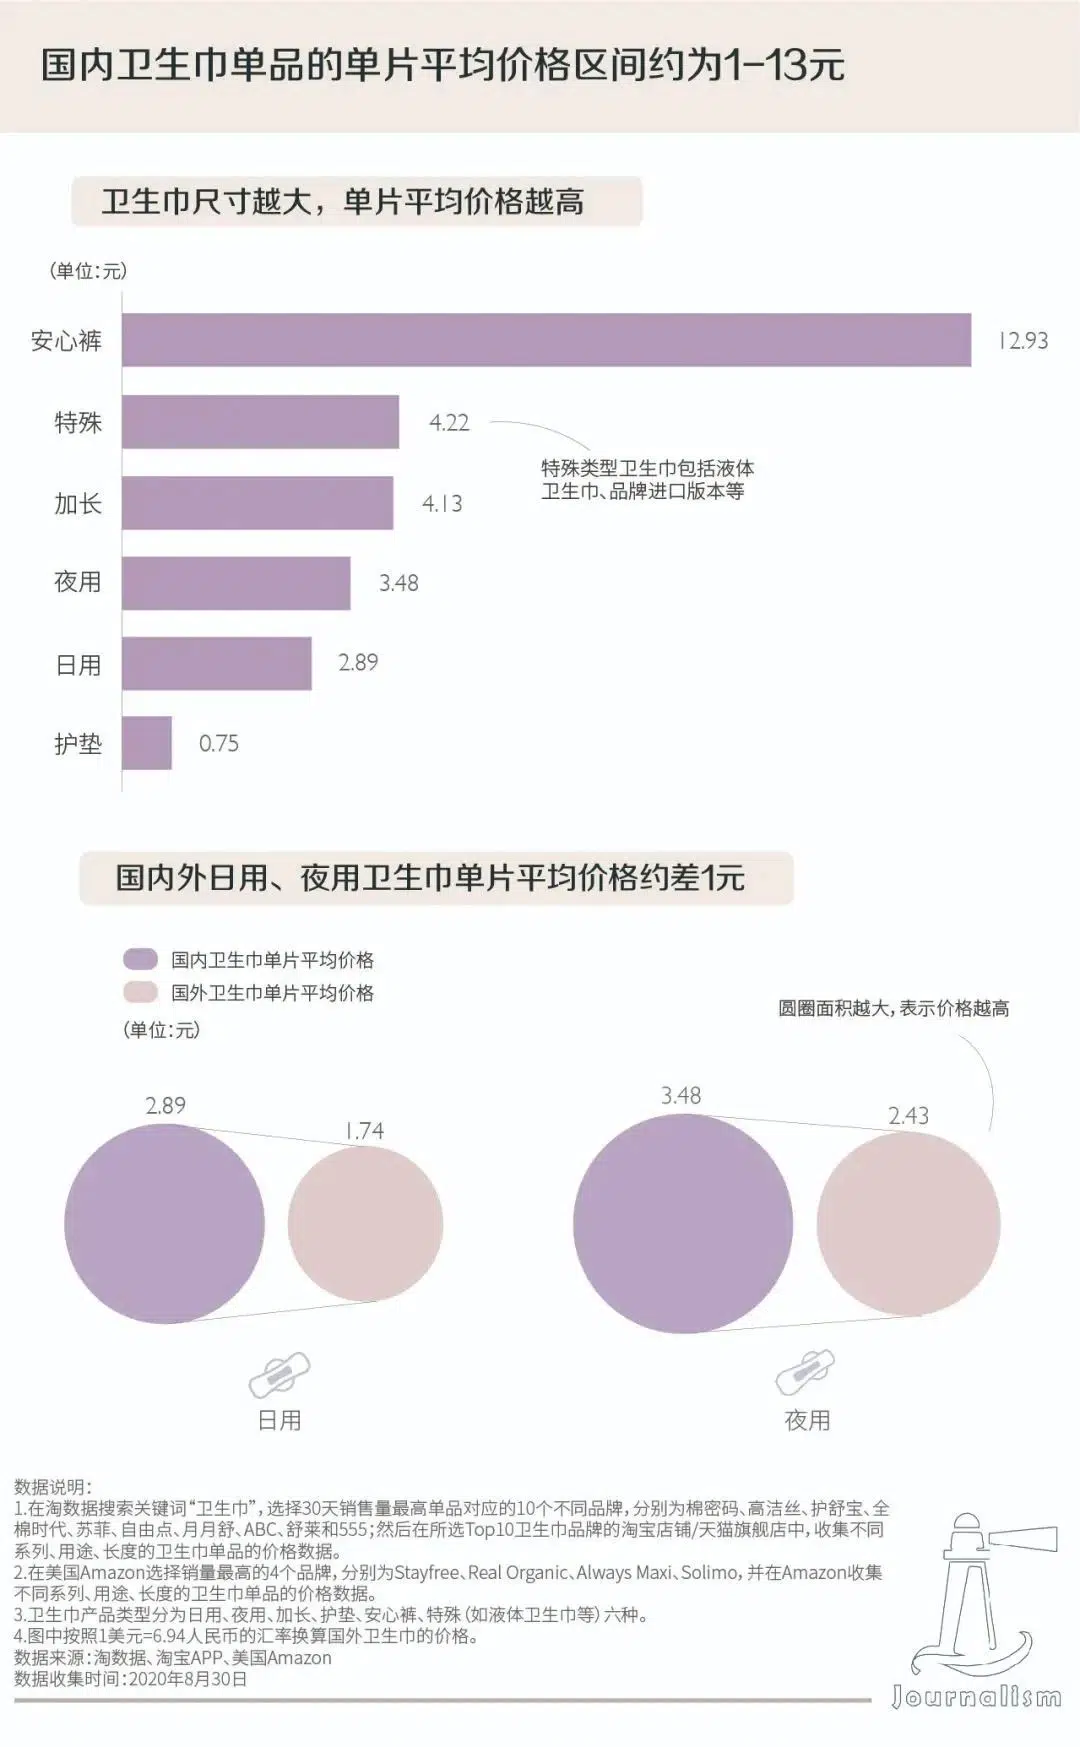 国内卫生巾单品的单片平均价格区间约为1-13元
卫生巾尺寸越大，单片平均价格越高
（单位：元）
安心裤 12.93
特殊 4.22
特殊类型卫生巾包括液体
卫生巾、品牌进口版本等
加长 4.13
夜用 3.48
日用 2.89
护垫 0.75
国内外日用、夜用卫生巾单片平均价格约差1元
国内卫生巾单片平均价格
国外卫生巾单片平均价格
（单位：元）
圆圈面积越大，表示价格越高
2.89
1.74
3.48
2.43
日用
夜用
数据说明：
1.在淘数据搜索关键词“卫生巾”，选择30天销售量最高单品对应的10个不同品牌，分别为棉密码、高洁丝、护舒宝、全
棉时代、苏菲、自由点、月月舒、ABC、舒莱和555；然后在所选Top10卫生巾品牌的淘宝店铺/天猫旗舰店中，收集不同
系列、用途、长度的卫生巾单品的价格数据。
2.在美国Amazon选择销量最高的4个品牌，分别为Stayfree、Real Organic、Always Maxi、Solimo，并在Amazon收集
不同系列、用途、长度的卫生巾单品的价格数据。
3.卫生巾产品类型分为日用、夜用、加长、护垫、安心裤、特殊（如液体卫生巾等）六种。
4.图中按照1美元=6.94人民币的汇率换算国外卫生巾的价格。
数据来源：淘数据、淘宝APP、美国Amazon
数据收集时间：2020年8月30日
Journalism